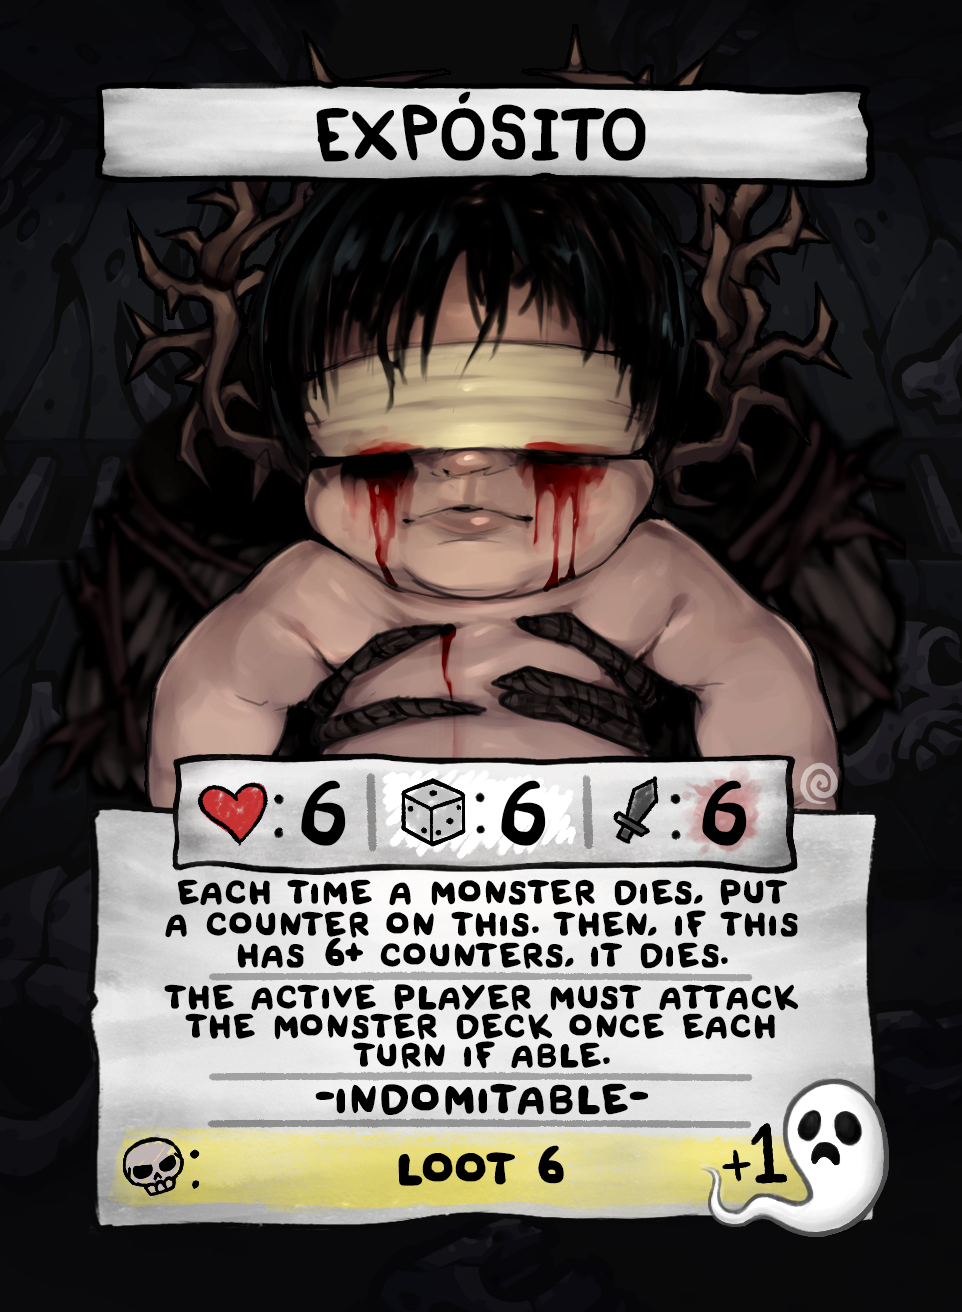 EXPÓSITO
: 6 | : 6 | : 6
EACH TIME A MONSTER DIES, PUT
A COUNTER ON THIS. THEN, IF THIS
HAS 6+ COUNTERS, IT DIES.
THE ACTIVE PLAYER MUST ATTACK
THE MONSTER DECK ONCE EACH
TURN IF ABLE.
-INDOMITABLE-
: LOOT 6 +1